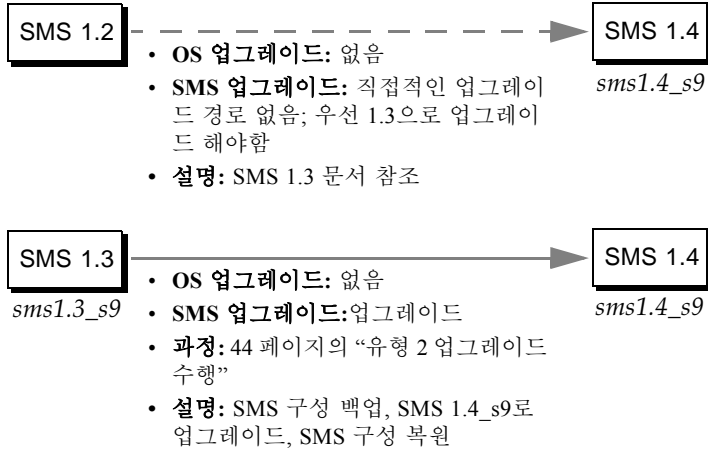 SMS 1.2
SMS 1.4
sms1.4_s9
• OS 업그레이드: 없음
• SMS 업그레이드: 직접적인 업그레이
드 경로 없음; 우선 1.3으로 업그레이
드 해야함
• 설명: SMS 1.3 문서 참조
SMS 1.3
sms1.3_s9
SMS 1.4
sms1.4_s9
• OS 업그레이드: 없음
• SMS 업그레이드:업그레이드
• 과정: 44 페이지의 “유형 2 업그레이드
수행”
• 설명: SMS 구성 백업, SMS 1.4_s9로
업그레이드, SMS 구성 복원